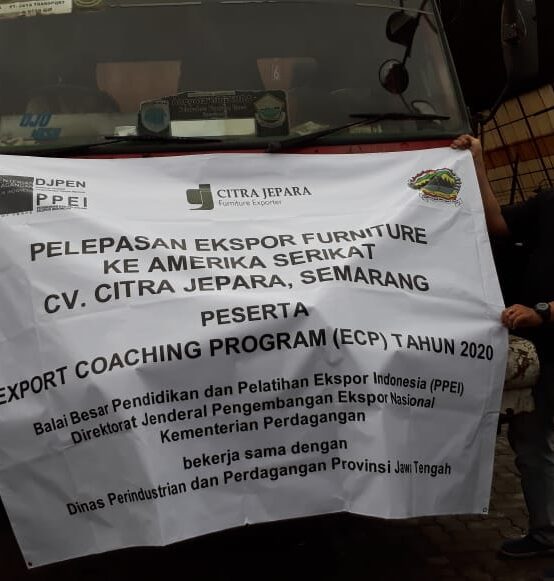 DJPEN
PPEI
CITRA JEPARA
Furniture Exporter
PELEPASAN EKSPOR FURNITURE
KE AMERIKA SERIKAT
CV. CITRA JEPARA, SEMARANG
PESERTA
EXPORT COACHING PROGRAM (ECP) TAHUN 2020
Balai Besar Pendidikan dan Pelatihan Ekspor Indonesia (PPEI)
Direktorat Jenderal Pengembangan Ekspor Nasional
Kementerian Perdagangan
bekerja sama dengan
Dinas Perindustrian dan Perdagangan Provinsi Jawa Tengah